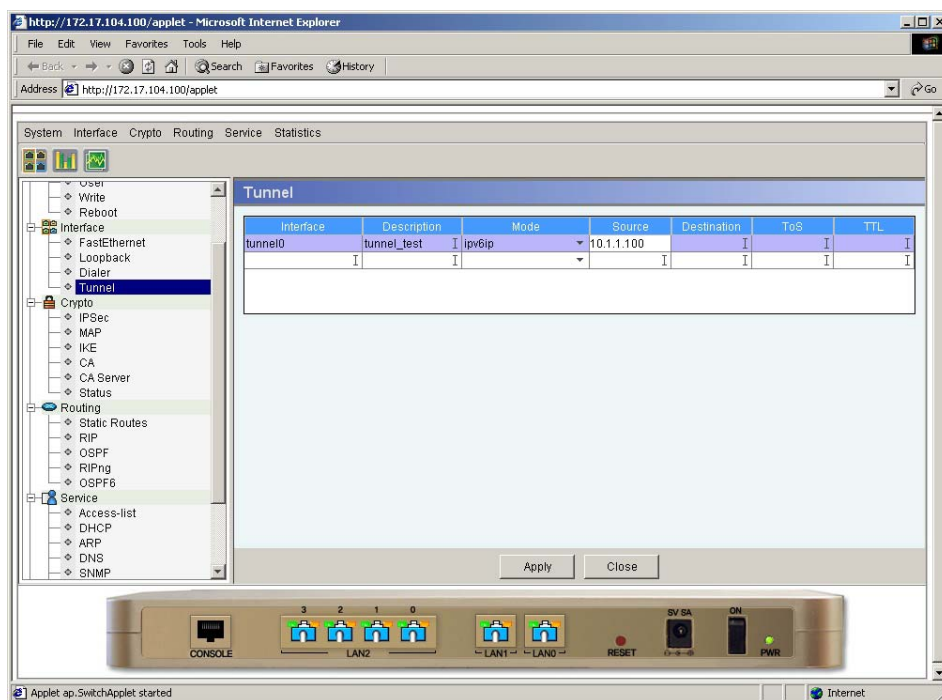 http://172.17.104.100/applet - Microsoft Internet Explorer
File Edit View Favorites Tools Help
Back Search Favorites History
Address http://172.17.104.100/applet Go
System Interface Crypto Routing Service Statistics
User
Write
Reboot
Interface
FastEthernet
Loopback
Dialer
Tunnel
Crypto
IPSec
MAP
IKE
CA
CA Server
Status
Routing
Static Routes
RIP
OSPF
RIPng
OSPF6
Service
Access-list
DHCP
ARP
DNS
SNMP
Tunnel
Interface Description Mode Source Destination ToS TTL
tunnel0 tunnel_test ipv6ip 10.1.1.100
Apply Close
3 2 1 0 5V 5A ON
CONSOLE LAN2 LAN1 LAN0 RESET PWR
Applet ap.SwitchApplet started Internet